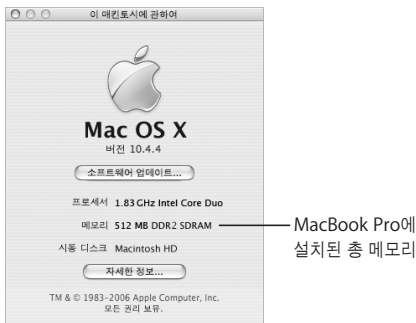 이 매킨토시에 관하여
Mac OS X
버전 10.4.4
소프트웨어 업데이트...
프로세서 1.83 GHz Intel Core Duo
메모리 512 MB DDR2 SDRAM
MacBook Pro에
설치된 총 메모리
시동 디스크 Macintosh HD
자세한 정보...
TM & © 1983-2006 Apple Computer, Inc.
모든 권리 보유.